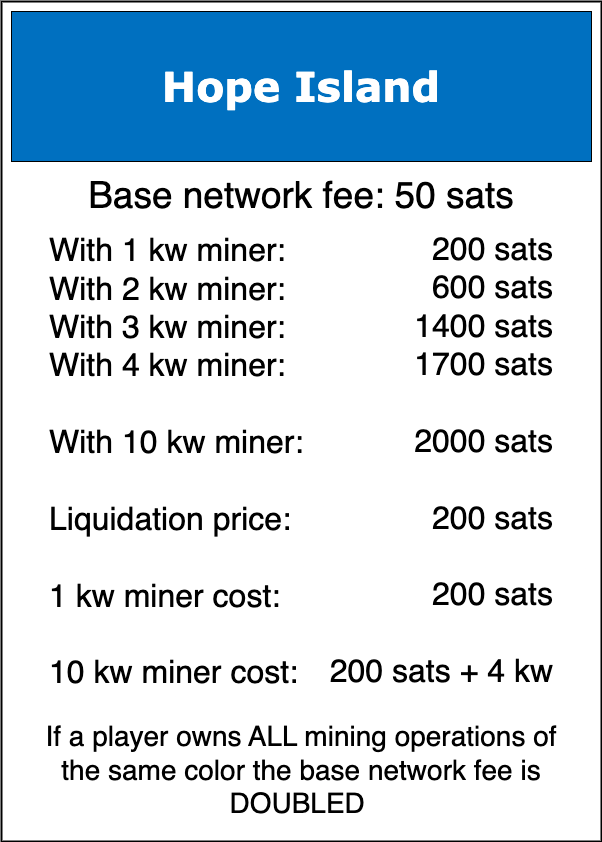 Hope Island
Base network fee: 50 sats
With 1 kw miner: 200 sats
With 2 kw miner: 600 sats
With 3 kw miner: 1400 sats
With 4 kw miner: 1700 sats
With 10 kw miner: 2000 sats
Liquidation price: 200 sats
1 kw miner cost: 200 sats
10 kw miner cost: 200 sats + 4 kw
If a player owns ALL mining operations of
the same color the base network fee is
DOUBLED